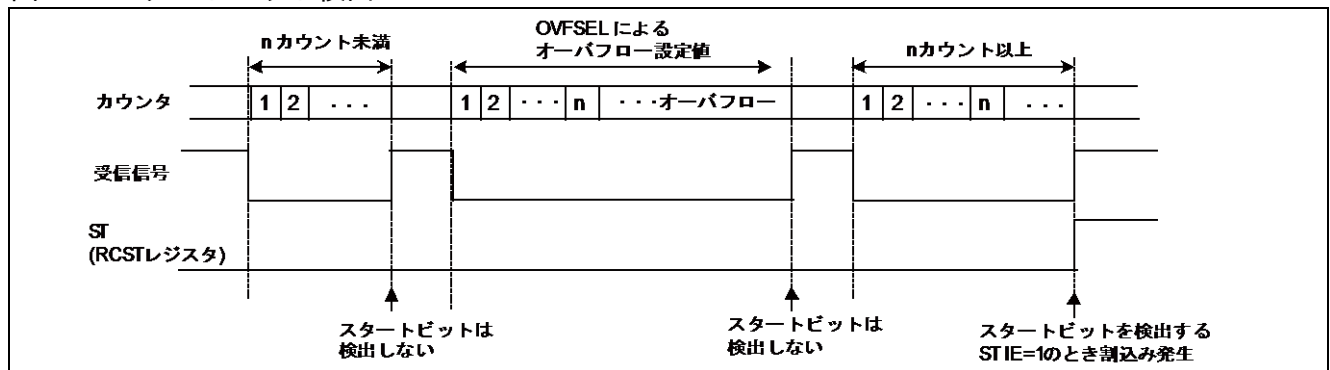 nカウント未満
OVFSELによる
オーバフロー設定値
nカウント以上
カウンタ 1 2 ・・・ 1 2 ・・・ n ・・・オーバフロー 1 2 ・・・ n ・・・
受信信号
ST
(RCSTレジスタ)
スタートビットは
検出しない
スタートビットは
検出しない
スタートビットを検出する
STIE=1のとき割込み発生